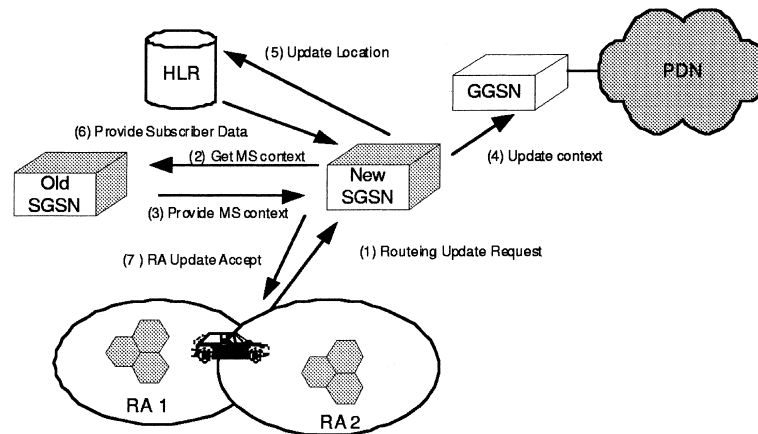 (5) Update Location
HLR
PDN
GGSN
(6) Provide Subscriber Data
(2) Get MS context
(4) Update context
Old
SGSN
New
SGSN
(3) Provide MS context
(7) RA Update Accept
(1) Routeing Update Request
RA 1
RA 2